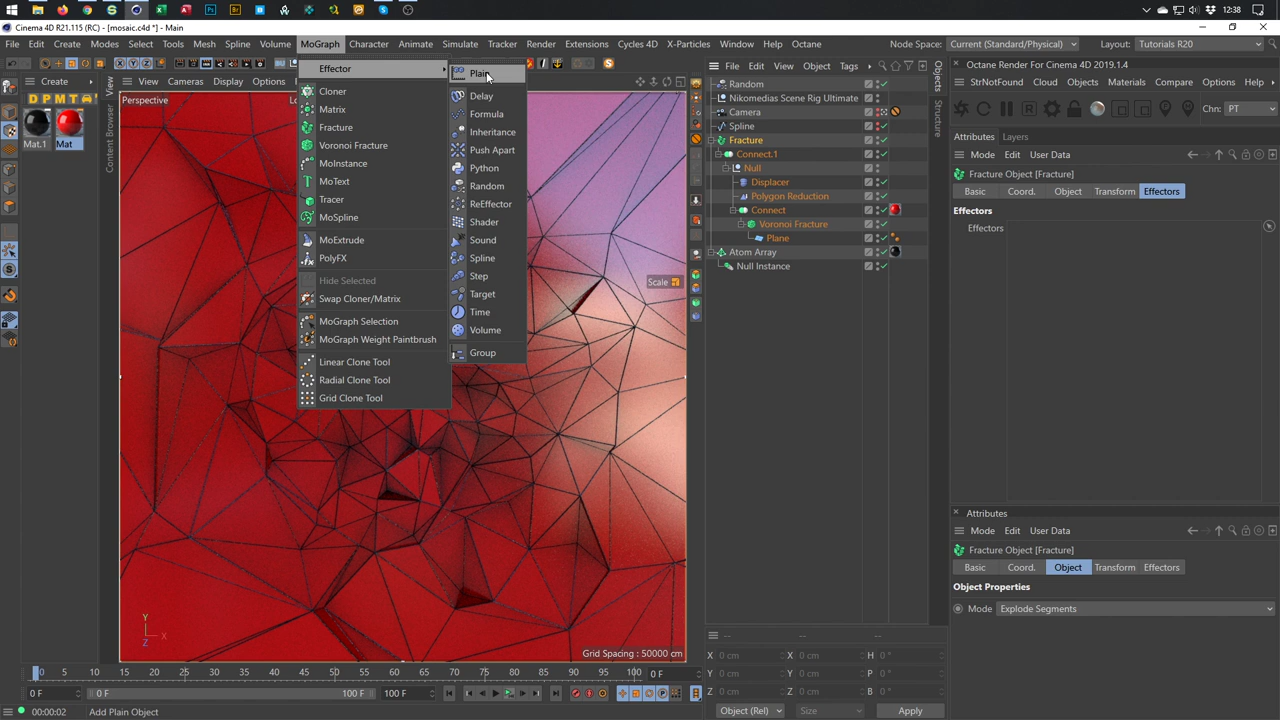 12:38
Cinema 4D R21.115 (RC) - [mosaic.c4d *] - Main
File Edit Create Modes Select Tools Mesh Spline Volume MoGraph Character Animate Simulate Tracker Render Extensions Cycles 4D X-Particles Window Help Octane Node Space: Current (Standard/Physical) Layout: Tutorials R20
Create View Cameras Display Options
D P M T
Mat.1 Mat
Content Browser
View
Perspective
Effector
Cloner
Matrix
Fracture
Voronoi Fracture
MoInstance
MoText
Tracer
MoSpline
MoExtrude
PolyFX
Hide Selected
Swap Cloner/Matrix
MoGraph Selection
MoGraph Weight Paintbrush
Linear Clone Tool
Radial Clone Tool
Grid Clone Tool
Plain
Delay
Formula
Inheritance
Push Apart
Python
Random
ReEffector
Shader
Sound
Spline
Step
Target
Time
Volume
Group
Scale
Grid Spacing : 50000 cm
File Edit View Objects Tags
Random
Nikomedias Scene Rig Ultimate
Camera
Spline
Fracture
Connect.1
Null
Displacer
Polygon Reduction
Connect
Voronoi Fracture
Plane
Atom Array
Null Instance
Objects
Structure
Octane Render For Cinema 4D 2019.1.4
StrNotFound Cloud Objects Materials Compare Options
Chn: PT
Attributes Layers
Mode Edit User Data
Fracture Object [Fracture]
Basic Coord. Object Transform Effectors
Effectors
Effectors
Attributes
Mode Edit User Data
Fracture Object [Fracture]
Basic Coord. Object Transform Effectors
Object Properties
Mode Explode Segments
Y
X
Z
0 5 10 15 20 25 30 35 40 45 50 55 60 65 70 75 80 85 90 95 100 0 F
0 F 0 F 100 F 100 F
-- -- --
X 0 cm X 0 cm H 0 °
Y 0 cm Y 0 cm P 0 °
Z 0 cm Z 0 cm B 0 °
Object (Rel) Size Apply
00:00:02 Add Plain Object